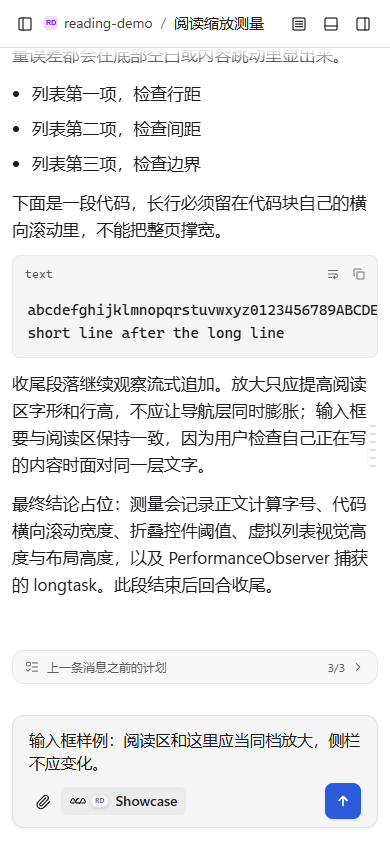 RD reading-demo / 阅读缩放测量
量误差都会在底部空白或内容跳动里显出来。
• 列表第一项，检查行距
• 列表第二项，检查间距
• 列表第三项，检查边界
下面是一段代码，长行必须留在代码块自己的横
向滚动里，不能把整页撑宽。
text
abcdefghijklmnopqrstuvwxyz0123456789ABCDE
short line after the long line
收尾段落继续观察流式追加。放大只应提高阅读
区字形和行高，不应让导航层同时膨胀；输入框
要与阅读区保持一致，因为用户检查自己正在写
的内容时面对同一层文字。
最终结论占位：测量会记录正文计算字号、代码
横向滚动宽度、折叠控件阈值、虚拟列表视觉高
度与布局高度，以及 PerformanceObserver 捕获
的 longtask。此段结束后回合收尾。
上一条消息之前的计划 3/3
输入框样例：阅读区和这里应当同档放大，侧栏
不应变化。
RD Showcase